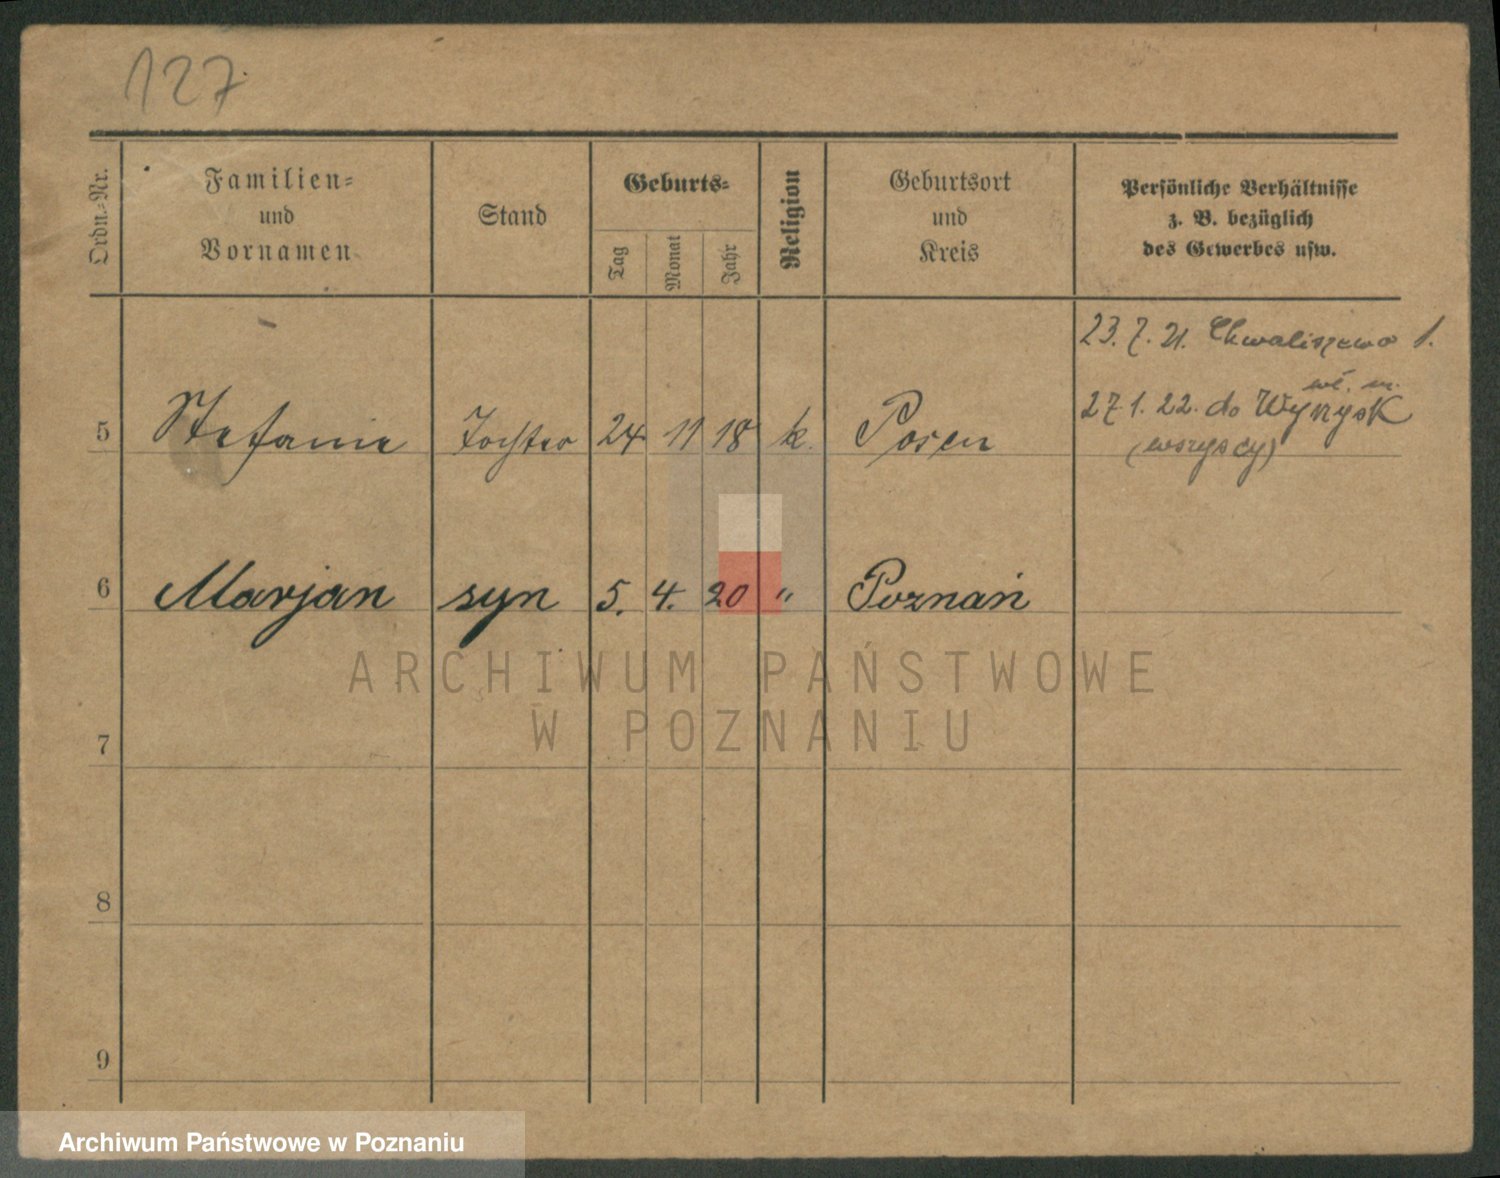 127
Ordn.=Nr.
Familien=
und
Vornamen
Stand
Geburts=
Tag
Monat
Jahr
Religion
Geburtsort
und
Kreis
Persönliche Verhältnisse
z. B. bezüglich
des Gewerbes usw.
23. 7. 21. Chwaliszewo 1.
27. 1. 22. do Wyrzysk
(wszyscy)
5 Stefanie Tochter 24 11 18 k. Posen
6 Marjan syn 5. 4. 20 " Poznań
7
8
9
ARCHIWUM PAŃSTWOWE
W POZNANIU
Archiwum Państwowe w Poznaniu